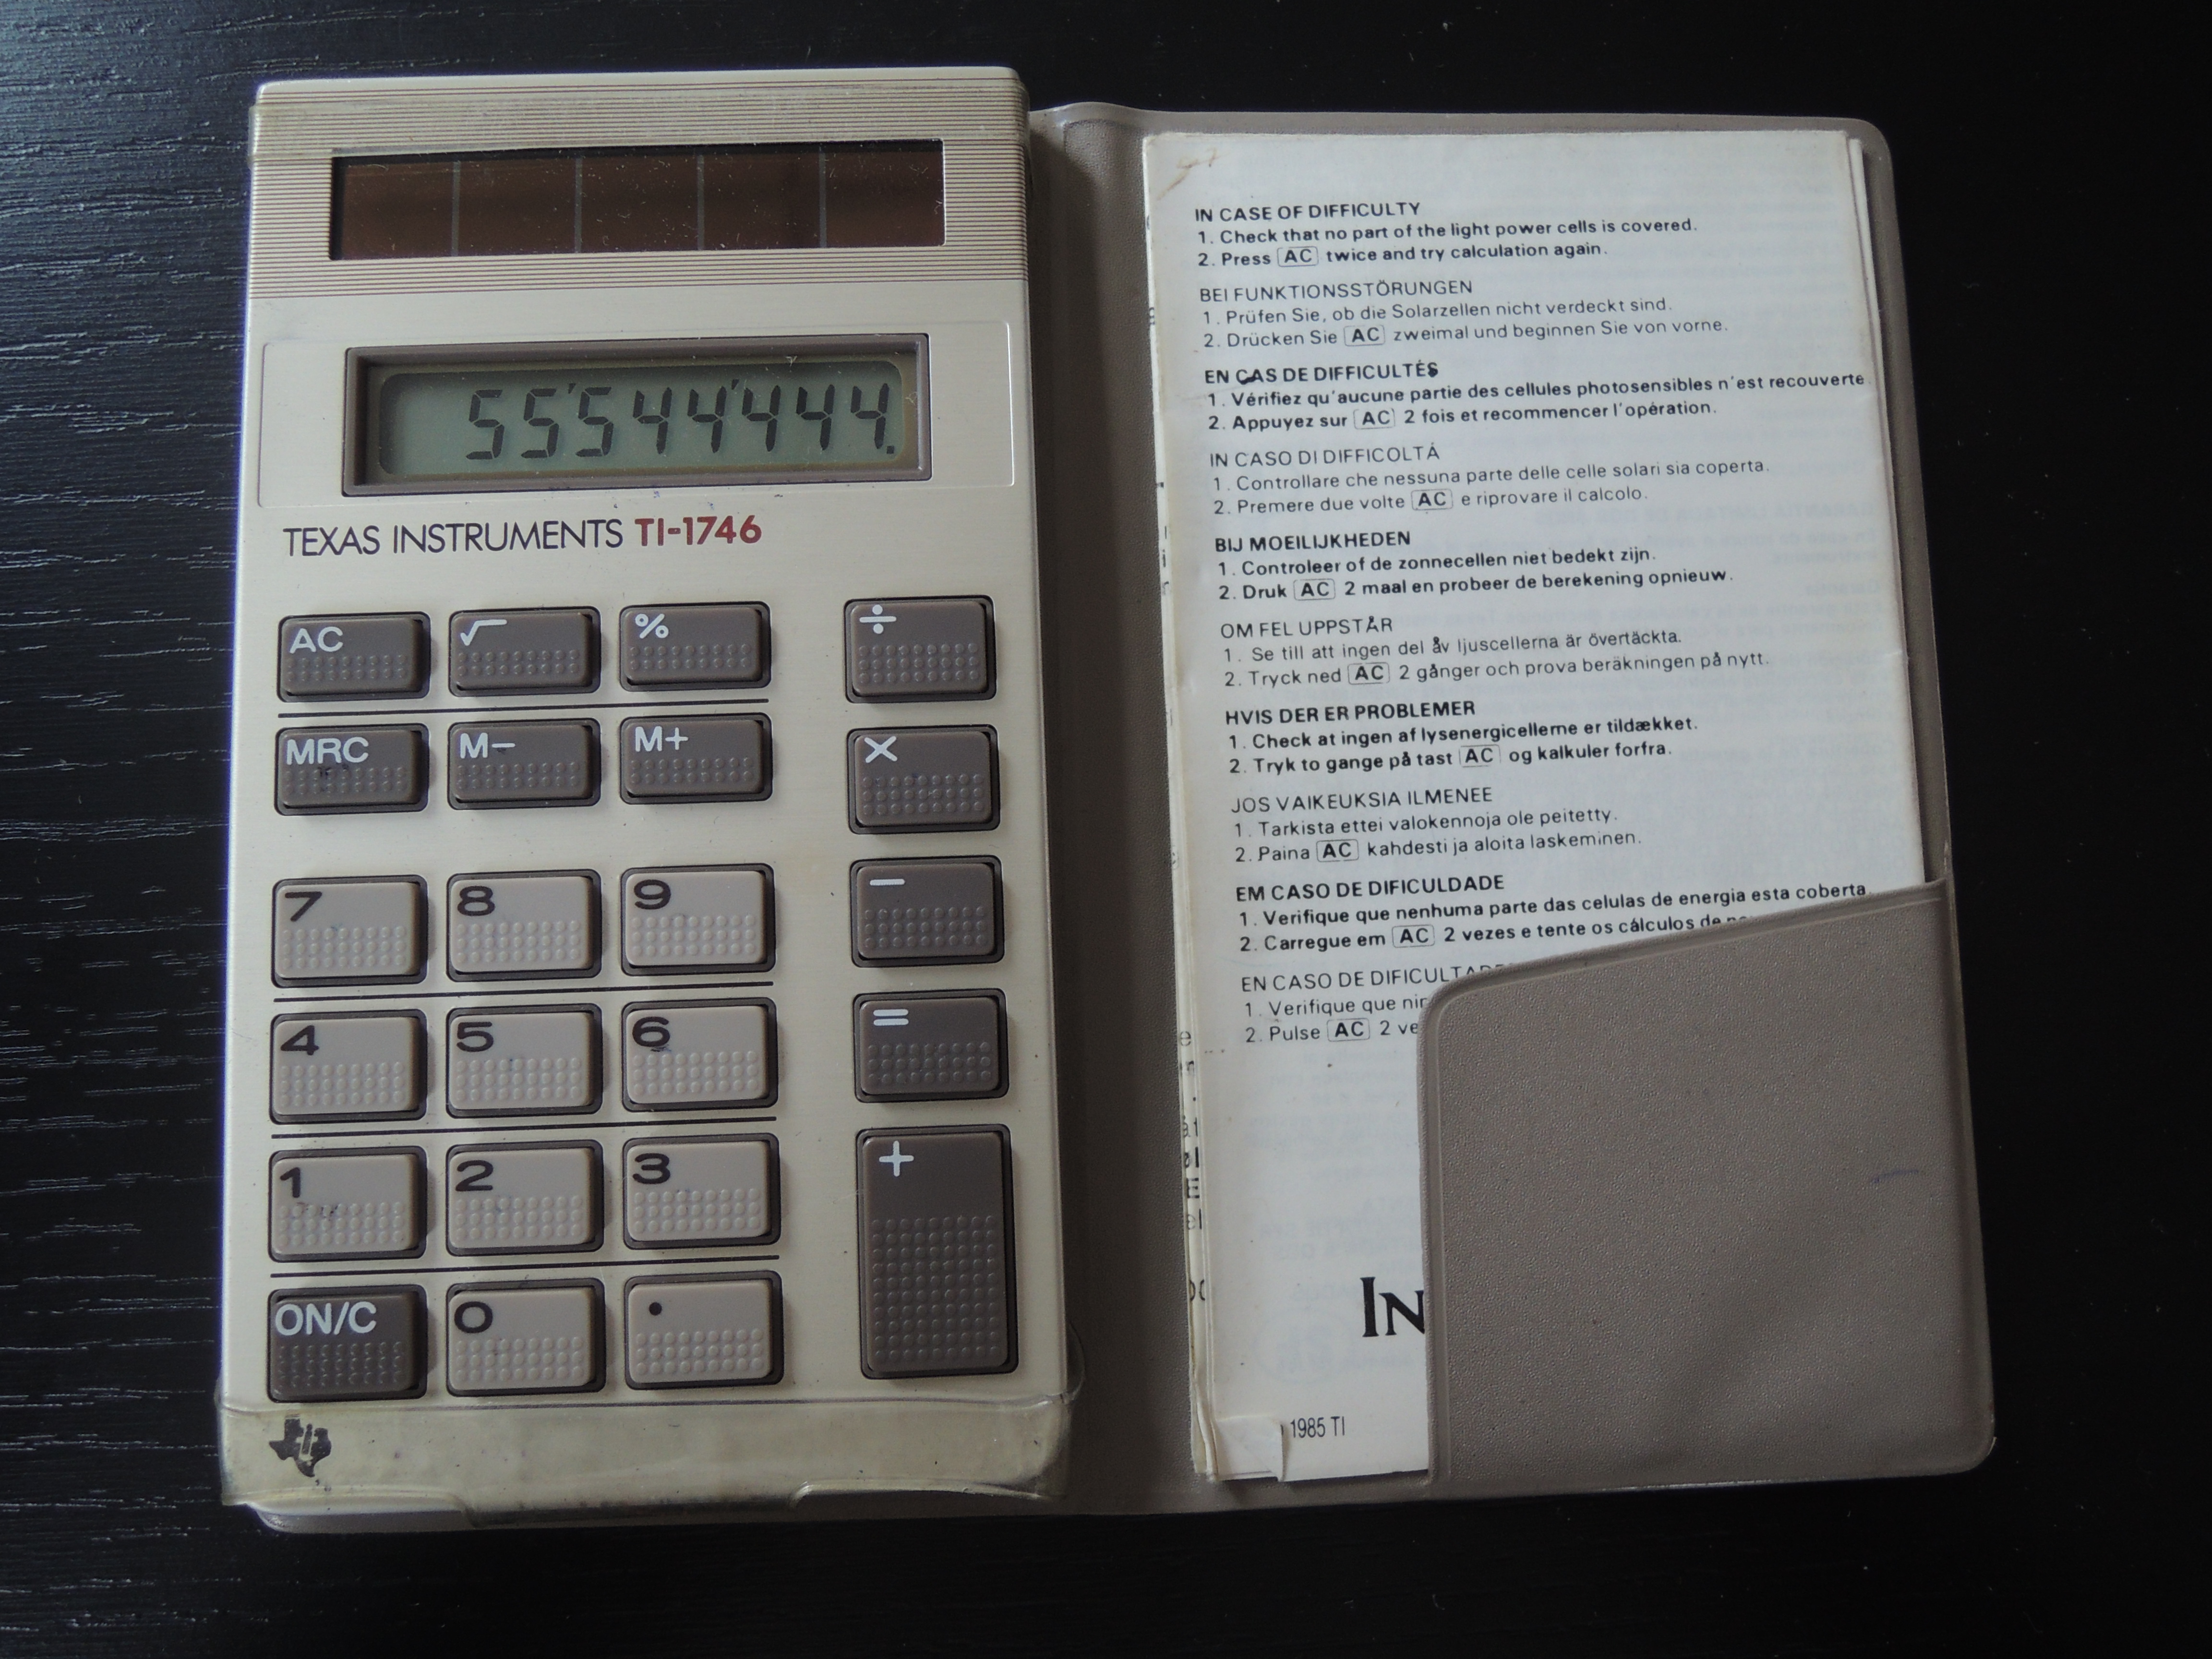 55'544'444.
TEXAS INSTRUMENTS TI-1746
AC √ % ÷
MRC M− M+ ×
7 8 9 −
4 5 6 =
1 2 3 +
ON/C 0 .
IN CASE OF DIFFICULTY
1. Check that no part of the light power cells is covered.
2. Press AC twice and try calculation again.
BEI FUNKTIONSSTÖRUNGEN
1. Prüfen Sie, ob die Solarzellen nicht verdeckt sind.
2. Drücken Sie AC zweimal und beginnen Sie von vorne.
EN CAS DE DIFFICULTÉS
1. Vérifiez qu'aucune partie des cellules photosensibles n'est recouverte.
2. Appuyez sur AC 2 fois et recommencer l'opération.
IN CASO DI DIFFICOLTÀ
1. Controllare che nessuna parte delle celle solari sia coperta.
2. Premere due volte AC e riprovare il calcolo.
BIJ MOEILIJKHEDEN
1. Controleer of de zonnecellen niet bedekt zijn.
2. Druk AC 2 maal en probeer de berekening opnieuw.
OM FEL UPPSTÅR
1. Se till att ingen del åv ljuscellerna är övertäckta.
2. Tryck ned AC 2 gånger och prova beräkningen på nytt.
HVIS DER ER PROBLEMER
1. Check at ingen af lysenergicellerne er tildækket.
2. Tryk to gange på tast AC og kalkuler forfra.
JOS VAIKEUKSIA ILMENEE
1. Tarkista ettei valokennoja ole peitetty.
2. Paina AC kahdesti ja aloita laskeminen.
EM CASO DE DIFICULDADE
1. Verifique que nenhuma parte das celulas de energia esta coberta.
2. Carregue em AC 2 vezes e tente os cálculos de
EN CASO DE
1. Verifique que
2. Pulse AC 2
IN
1985 TI